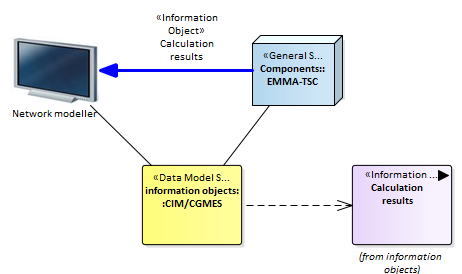 «Information
Object»
Calculation
results
«General S...
Components::
EMMA-TSC
Network modeller
«Data Model S...
information objects:
:CIM/CGMES
«Information ...
Calculation
results
(from information
objects)